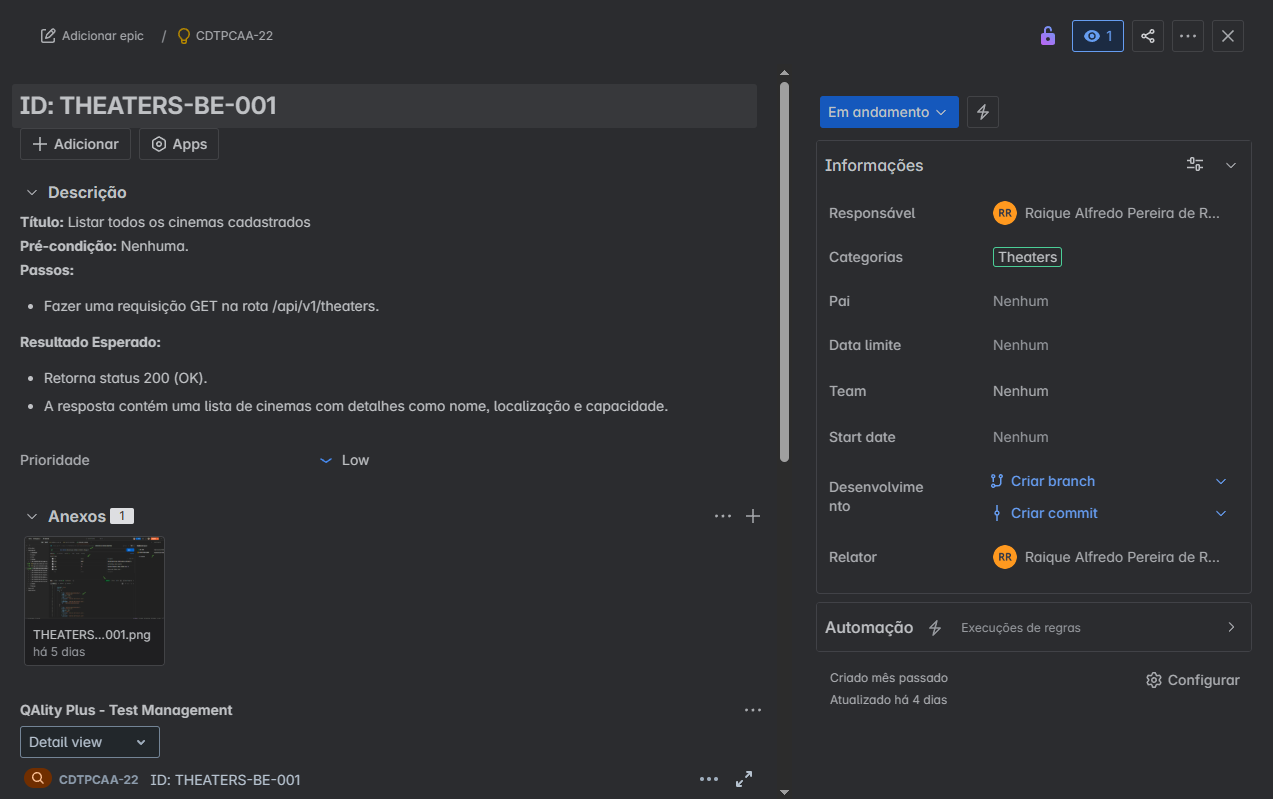 Adicionar epic / CDTPCAA-22
1
ID: THEATERS-BE-001
Adicionar
Apps
Descrição
Título: Listar todos os cinemas cadastrados
Pré-condição: Nenhuma.
Passos:
• Fazer uma requisição GET na rota /api/v1/theaters.
Resultado Esperado:
• Retorna status 200 (OK).
• A resposta contém uma lista de cinemas com detalhes como nome, localização e capacidade.
Prioridade Low
Anexos 1
THEATERS...001.png
há 5 dias
QAlity Plus - Test Management
Detail view
CDTPCAA-22 ID: THEATERS-BE-001
Em andamento
Informações
Responsável RR Raique Alfredo Pereira de R...
Categorias Theaters
Pai Nenhum
Data limite Nenhum
Team Nenhum
Start date Nenhum
Desenvolvime
nto
Criar branch
Criar commit
Relator RR Raique Alfredo Pereira de R...
Automação Execuções de regras
Criado mês passado
Atualizado há 4 dias
Configurar